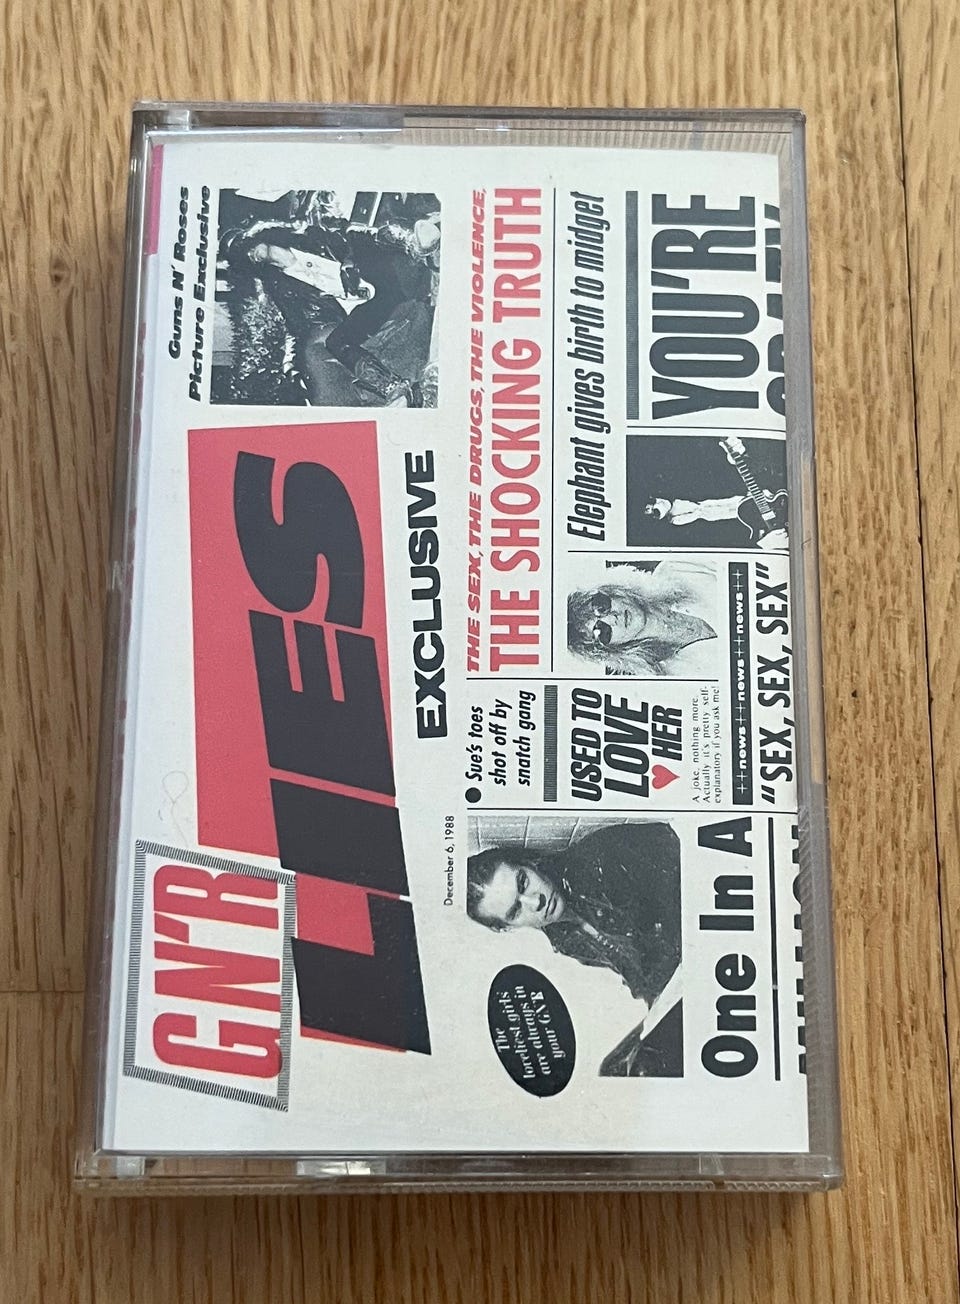 GN'R
LIES
Guns N' Roses
Picture Exclusive
EXCLUSIVE
December 6, 1988
The
loveliest girls
are always in
your GN'R
● Sue's toes
shot off by
snatch gang
THE SEX, THE DRUGS, THE VIOLENCE,
THE SHOCKING TRUTH
USED TO
LOVE
♥HER
A joke, nothing more.
Actually it's pretty self-
explanatory if you ask me!
Elephant gives birth to midget
YOU'RE
++news++news++news++
"SEX, SEX, SEX"
One In A